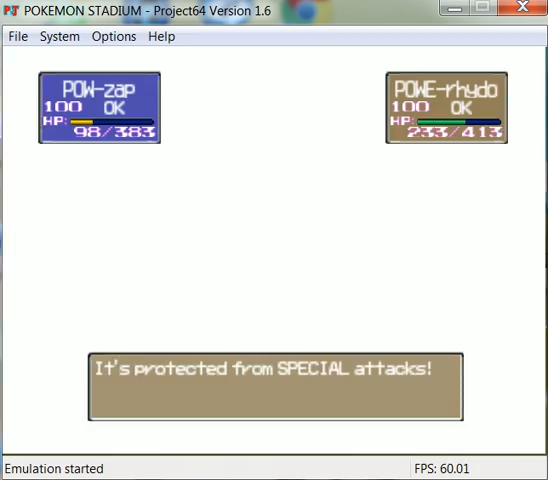 POKEMON STADIUM - Project64 Version 1.6
File System Options Help
POW-zap
100 OK
HP:
98/383
POWE-rhydo
100 OK
HP:
233/413
It's protected from SPECIAL attacks!
Emulation started FPS: 60.01